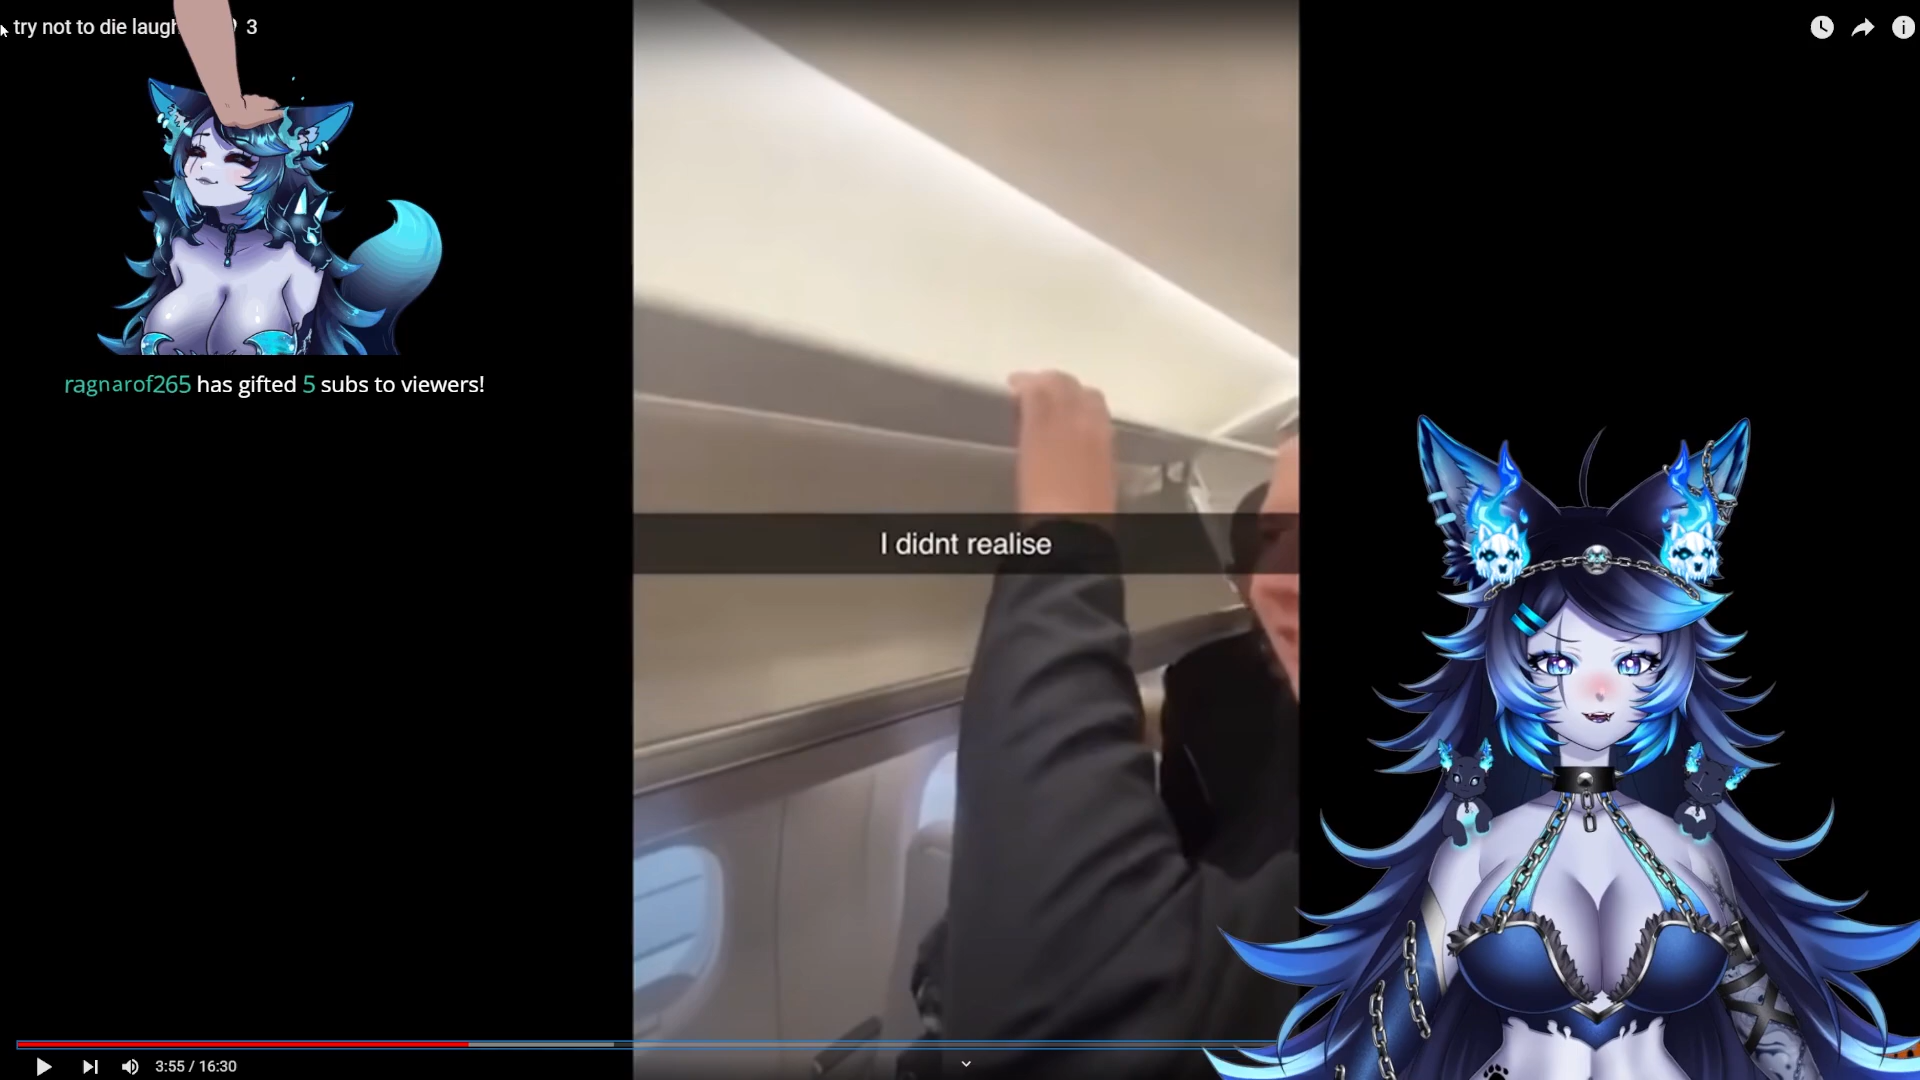 try not to die laugh 3
ragnarof265 has gifted 5 subs to viewers!
I didnt realise
3:55 / 16:30